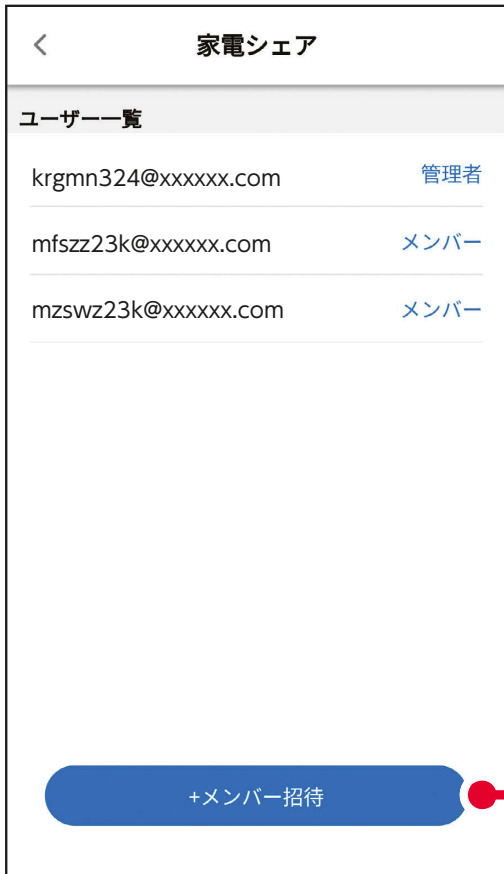 家電シェア
ユーザー一覧
krgmn324@xxxxxx.com 管理者
mfszz23k@xxxxxx.com メンバー
mzswz23k@xxxxxx.com メンバー
+メンバー招待